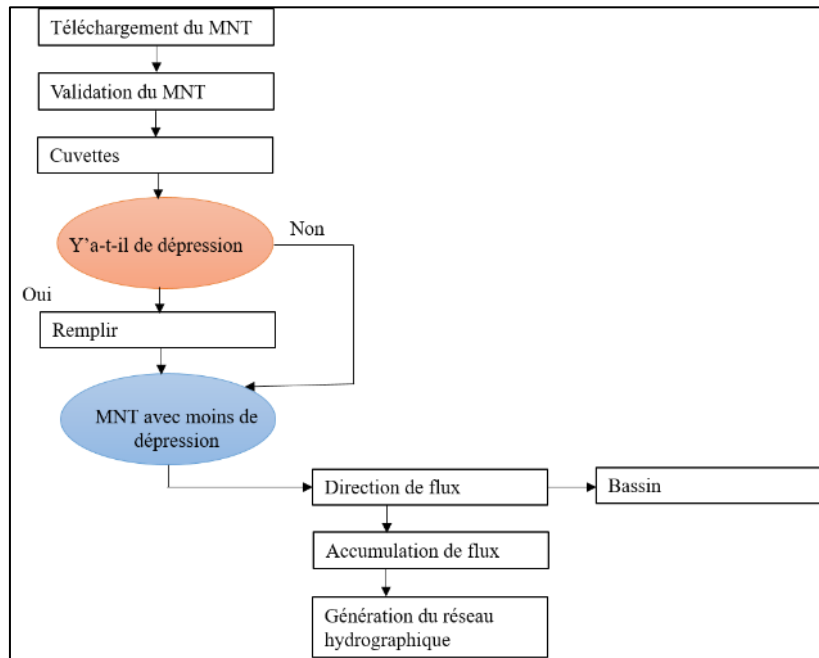 Téléchargement du MNT
Validation du MNT
Cuvettes
Y'a-t-il de dépression
Non
Oui
Remplir
MNT avec moins de
dépression
Direction de flux
Bassin
Accumulation de flux
Génération du réseau
hydrographique